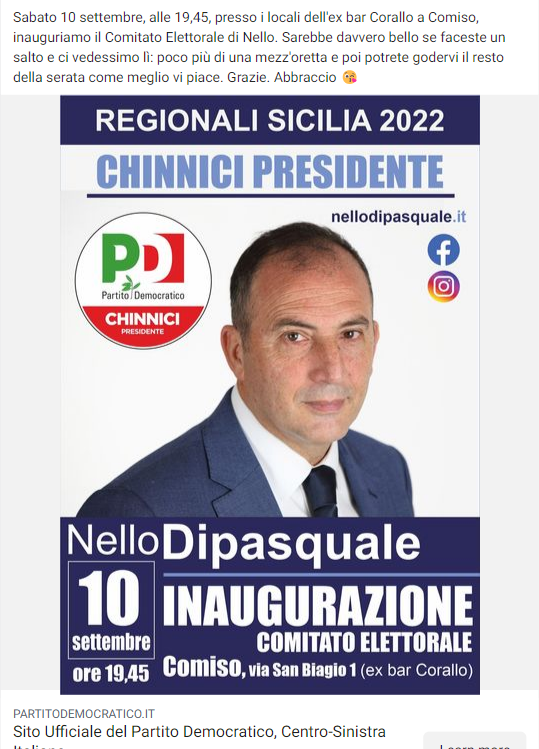 Sabato 10 settembre, alle 19,45, presso i locali dell'ex bar Corallo a Comiso,
inauguriamo il Comitato Elettorale di Nello. Sarebbe davvero bello se faceste un
salto e ci vedessimo lì: poco più di una mezz'oretta e poi potrete godervi il resto
della serata come meglio vi piace. Grazie. Abbraccio 😘
REGIONALI SICILIA 2022
CHINNICI PRESIDENTE
nellodipasquale.it
PD
Partito Democratico
CHINNICI
PRESIDENTE
NelloDipasquale
10
settembre
ore 19,45
INAUGURAZIONE
COMITATO ELETTORALE
Comiso, via San Biagio 1 (ex bar Corallo)
PARTITODEMOCRATICO.IT
Sito Ufficiale del Partito Democratico, Centro-Sinistra
Italiano
Learn more